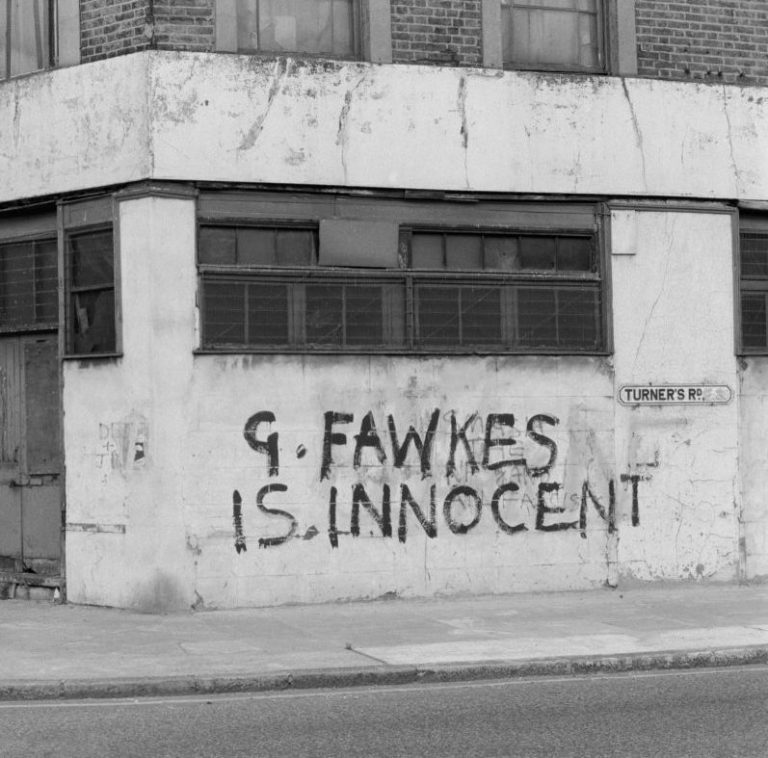 TURNER'S RD.
G. FAWKES
IS. INNOCENT